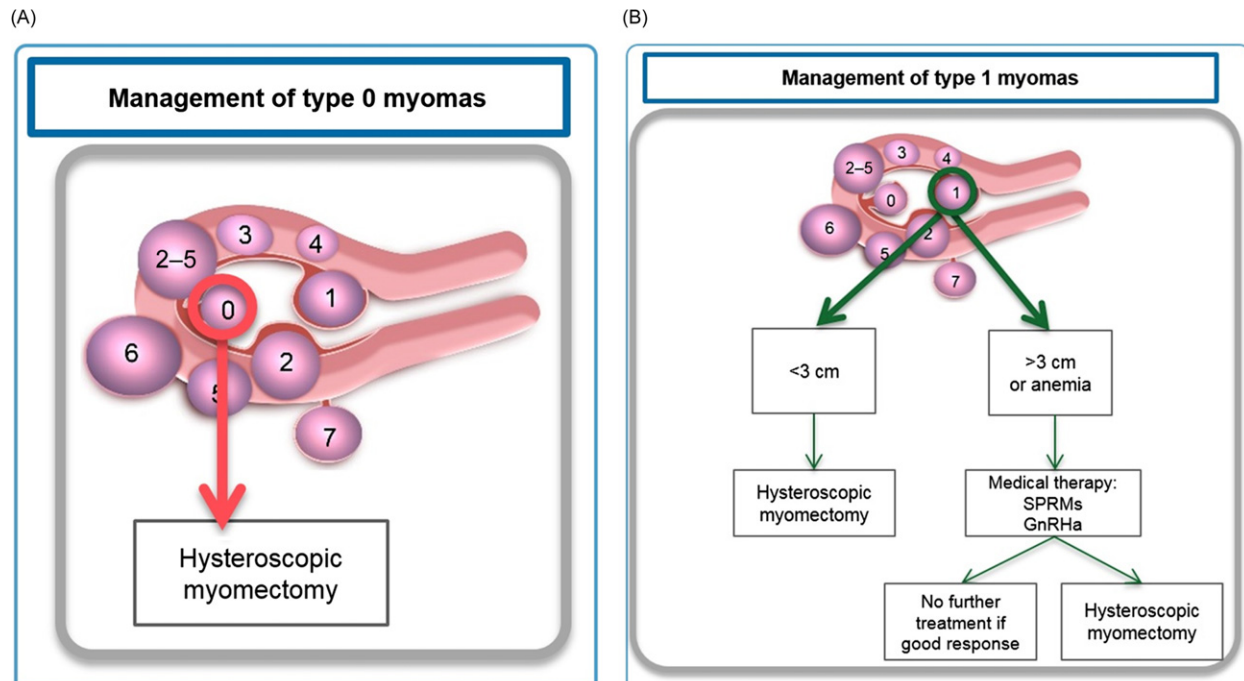 (A)
Management of type 0 myomas
3
4
2–5
0
1
6
2
5
7
Hysteroscopic
myomectomy
(B)
Management of type 1 myomas
3
4
2–5
0
1
6
2
5
7
<3 cm
>3 cm
or anemia
Hysteroscopic
myomectomy
Medical therapy:
SPRMs
GnRHa
No further
treatment if
good response
Hysteroscopic
myomectomy